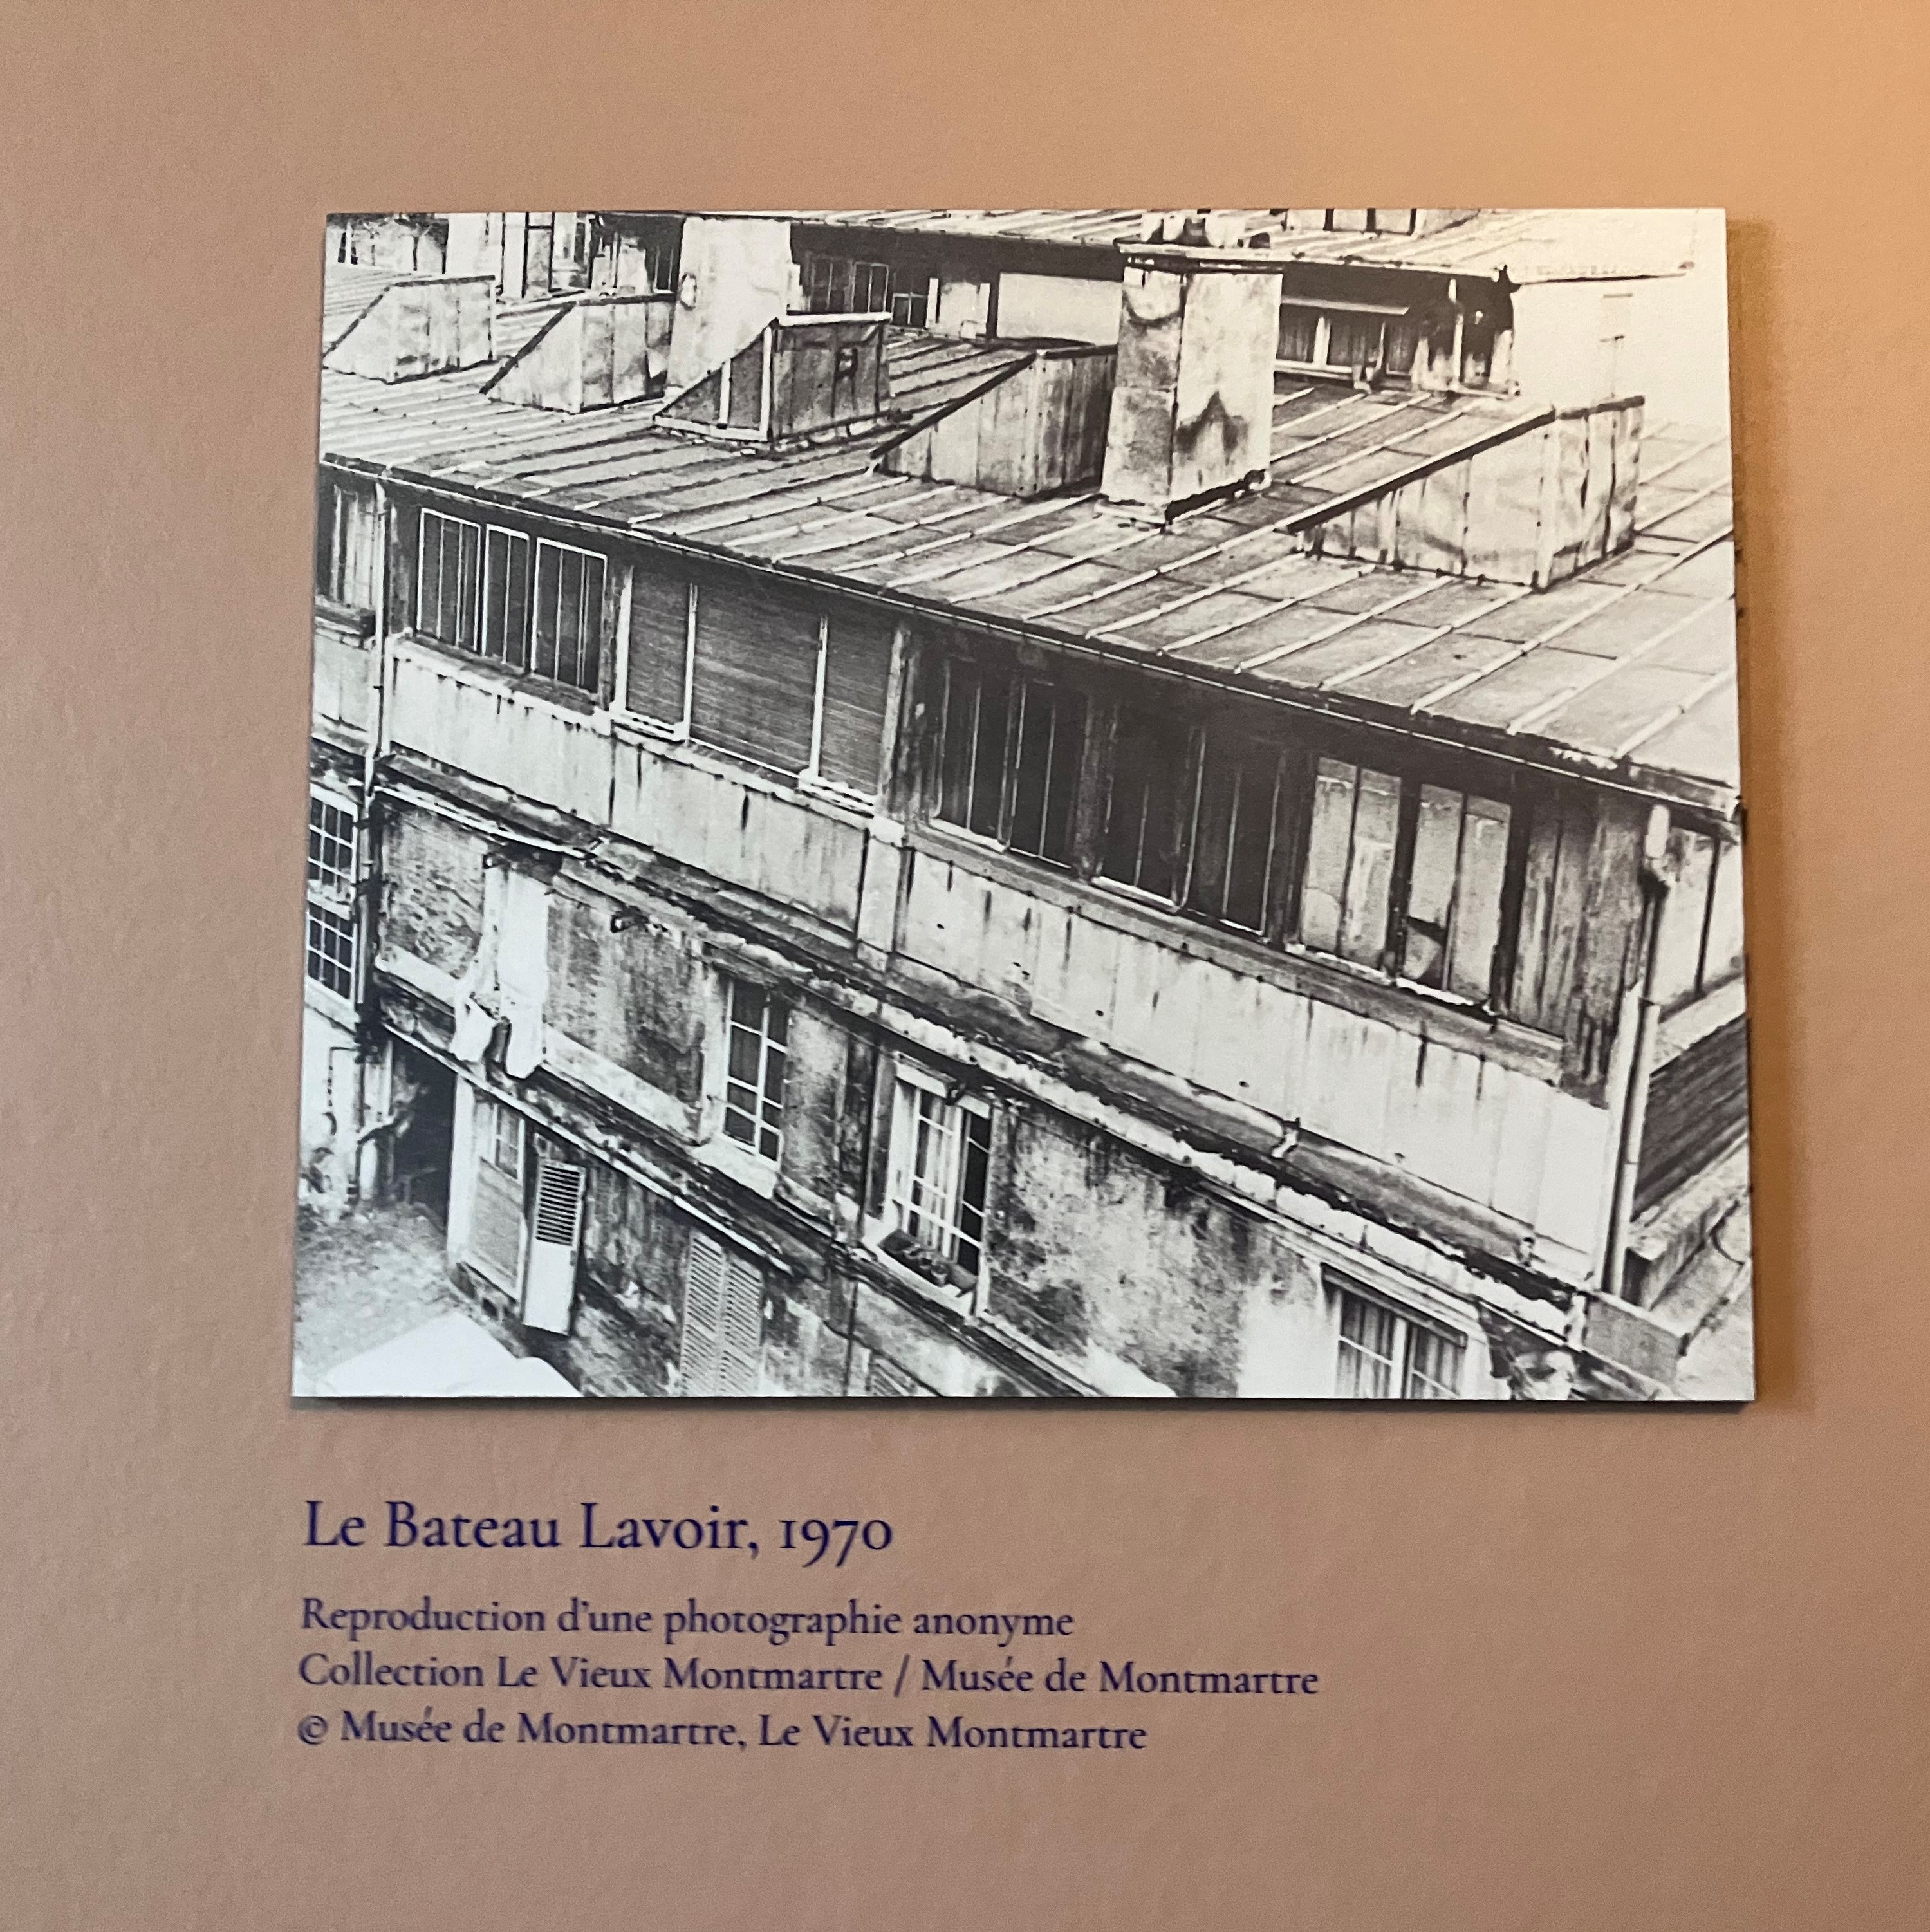 Le Bateau Lavoir, 1970
Reproduction d'une photographie anonyme
Collection Le Vieux Montmartre / Musée de Montmartre
© Musée de Montmartre, Le Vieux Montmartre